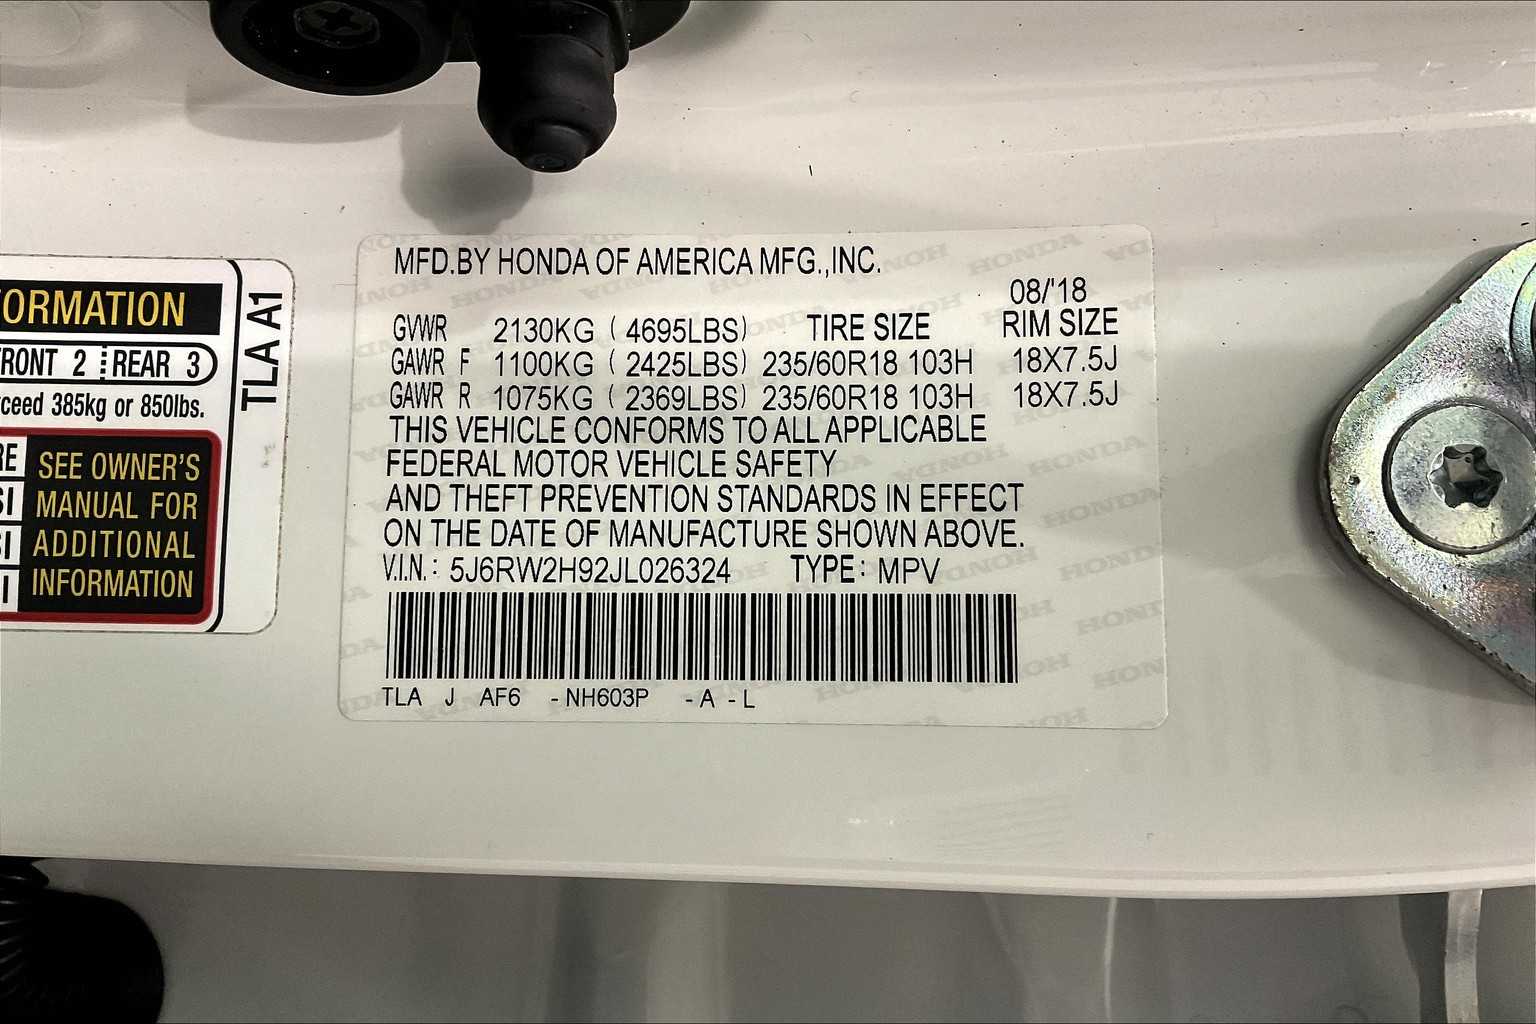 ORMATION
RONT 2 REAR 3
ceed 385kg or 850lbs.
SEE OWNER'S
MANUAL FOR
ADDITIONAL
INFORMATION
TLA A1
MFD.BY HONDA OF AMERICA MFG.,INC.
08/'18
GVWR 2130KG ( 4695LBS) TIRE SIZE RIM SIZE
GAWR F 1100KG ( 2425LBS) 235/60R18 103H 18X7.5J
GAWR R 1075KG ( 2369LBS) 235/60R18 103H 18X7.5J
THIS VEHICLE CONFORMS TO ALL APPLICABLE
FEDERAL MOTOR VEHICLE SAFETY
AND THEFT PREVENTION STANDARDS IN EFFECT
ON THE DATE OF MANUFACTURE SHOWN ABOVE.
V.I.N.: 5J6RW2H92JL026324 TYPE: MPV
TLA J AF6 -NH603P -A -L